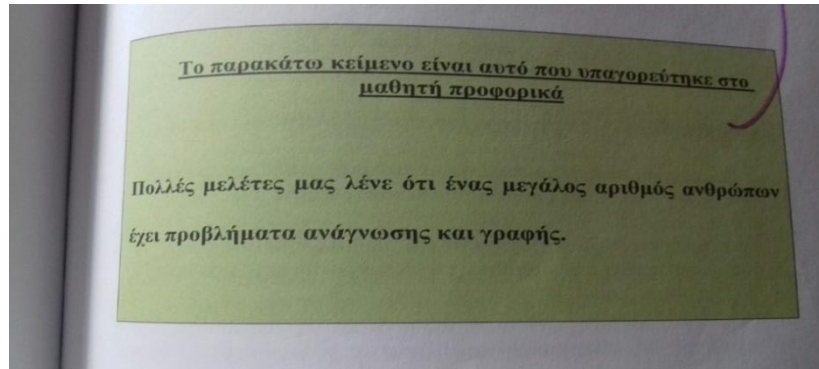 Το παρακάτω κείμενο είναι αυτό που υπαγορεύτηκε στο
μαθητή προφορικά
Πολλές μελέτες μας λένε ότι ένας μεγάλος αριθμός ανθρώπων
έχει προβλήματα ανάγνωσης και γραφής.